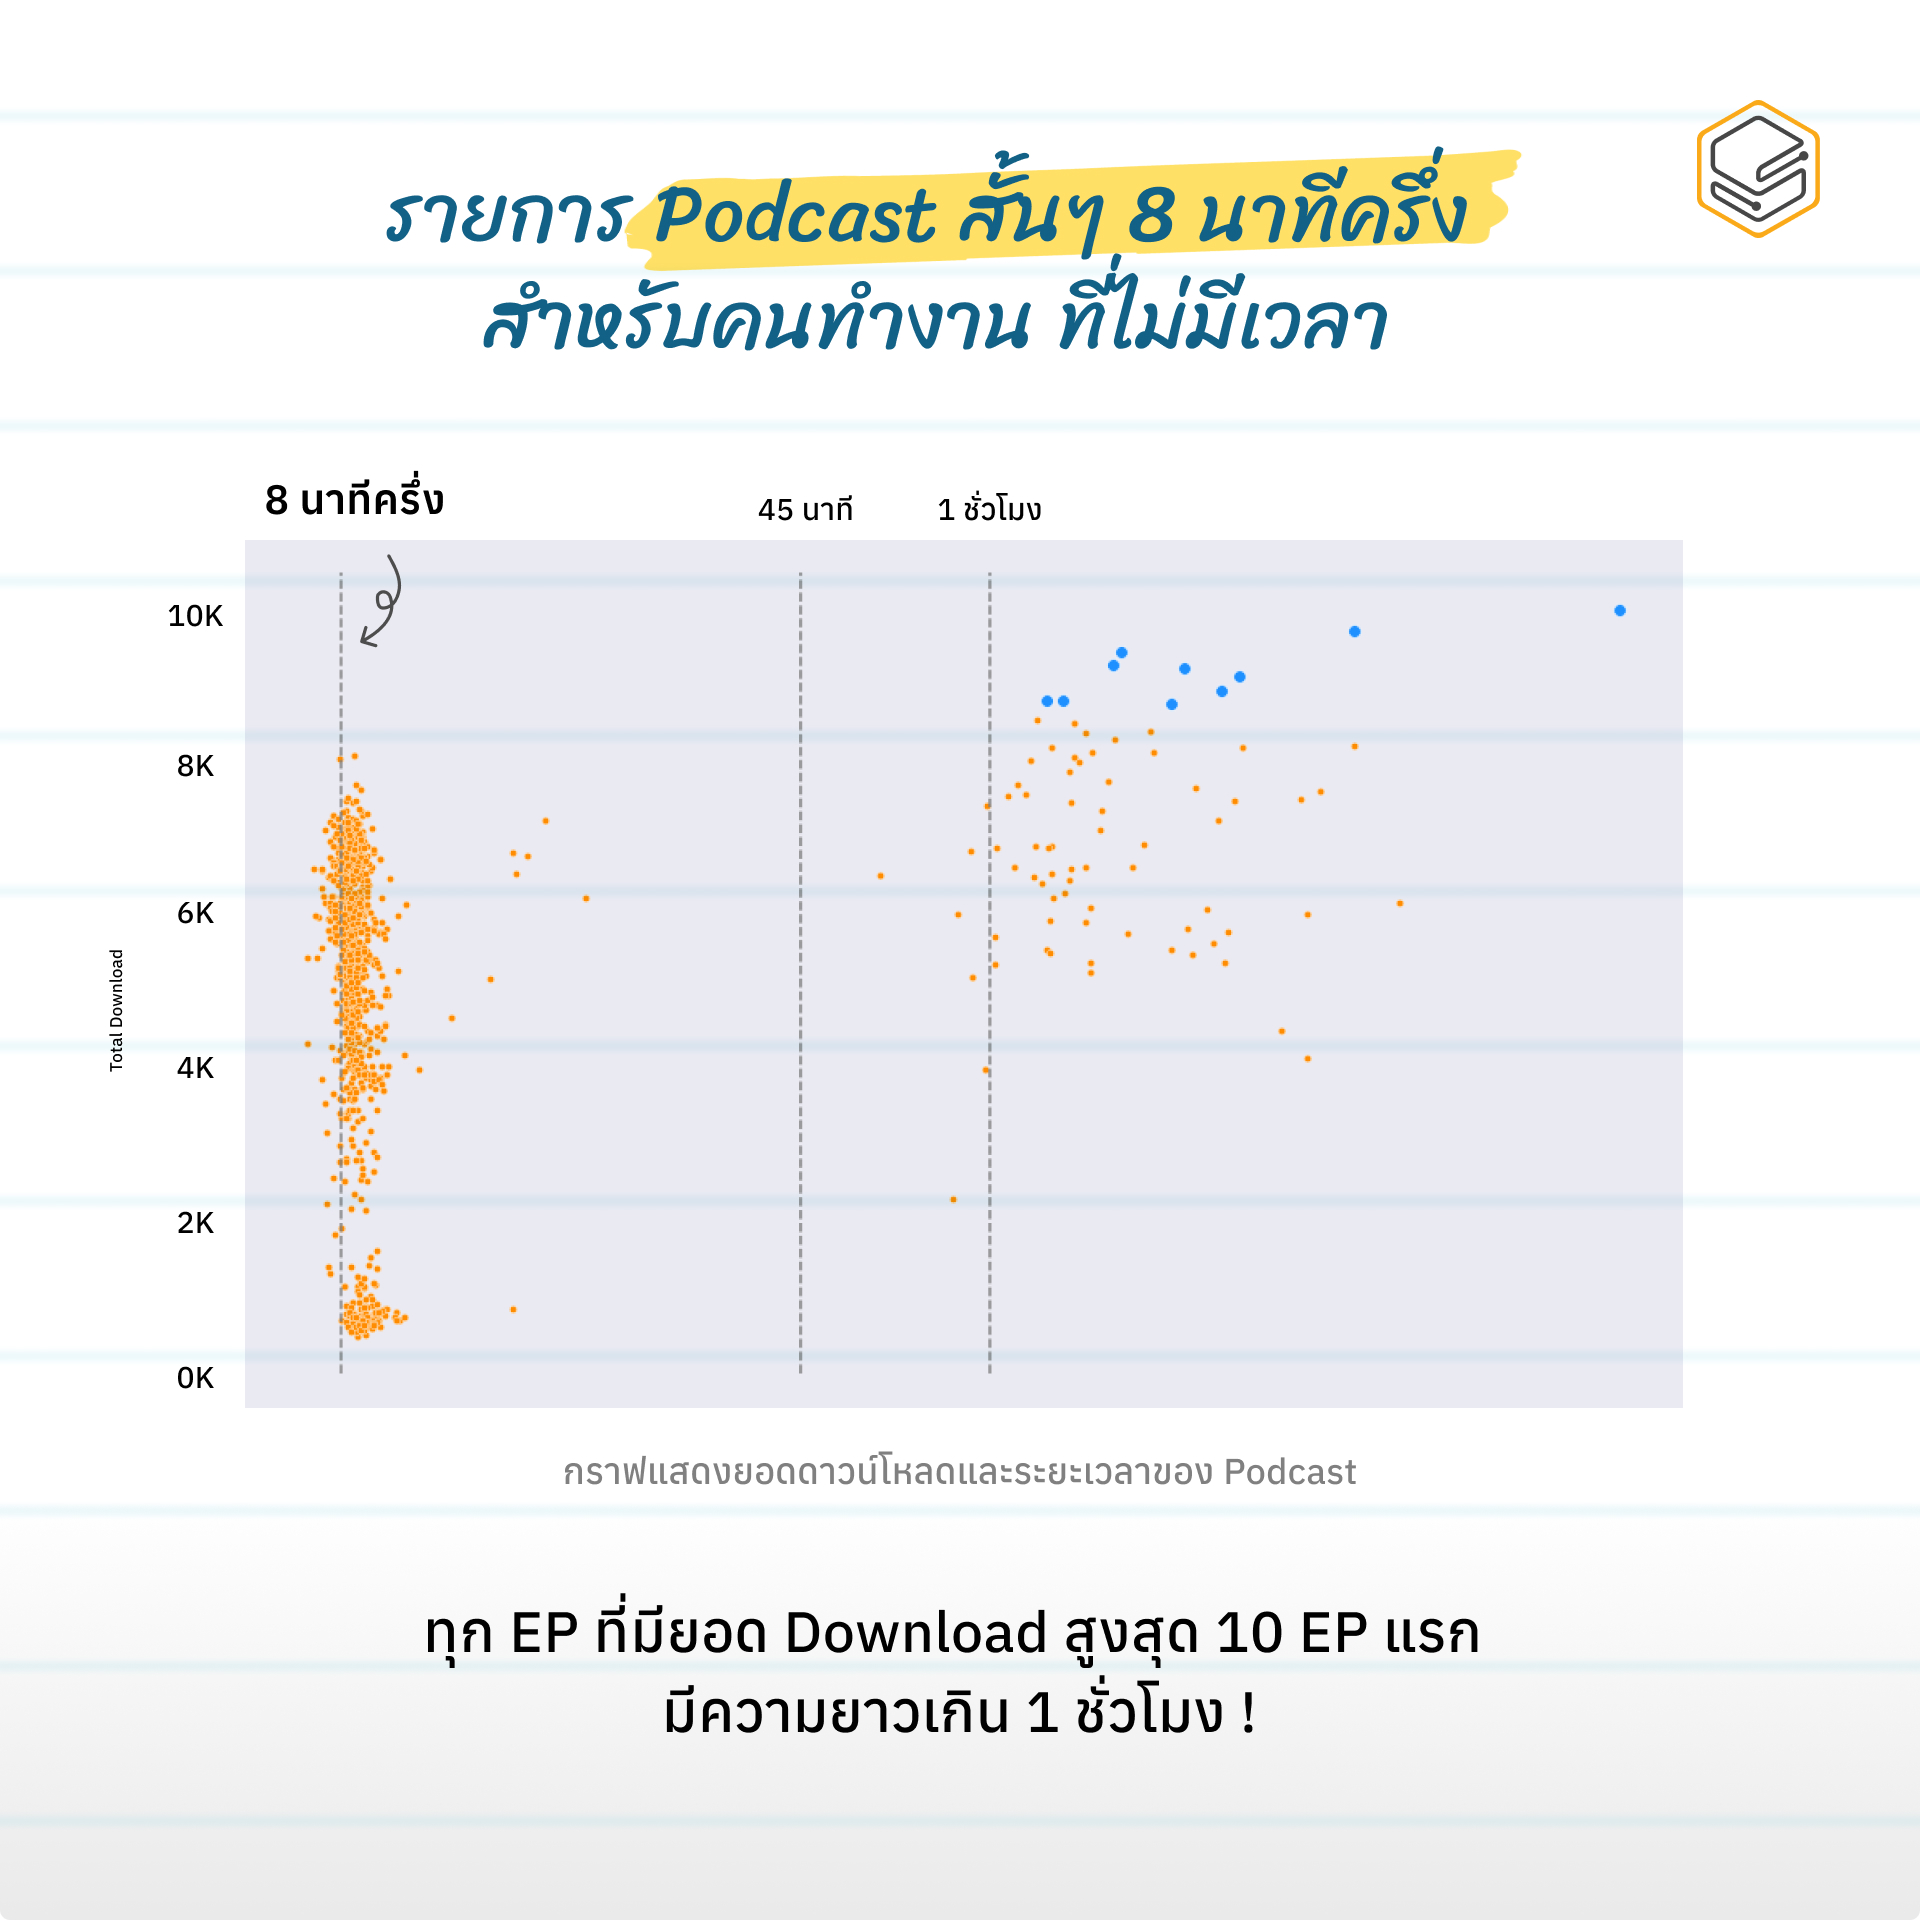 รายการ Podcast สั้นๆ 8 นาทีครึ่ง
สำหรับคนทำงาน ที่ไม่มีเวลา
8 นาทีครึ่ง
45 นาที
1 ชั่วโมง
10K
8K
6K
4K
2K
0K
Total Download
กราฟแสดงยอดดาวน์โหลดและระยะเวลาของ Podcast
ทุก EP ที่มียอด Download สูงสุด 10 EP แรก
มีความยาวเกิน 1 ชั่วโมง !